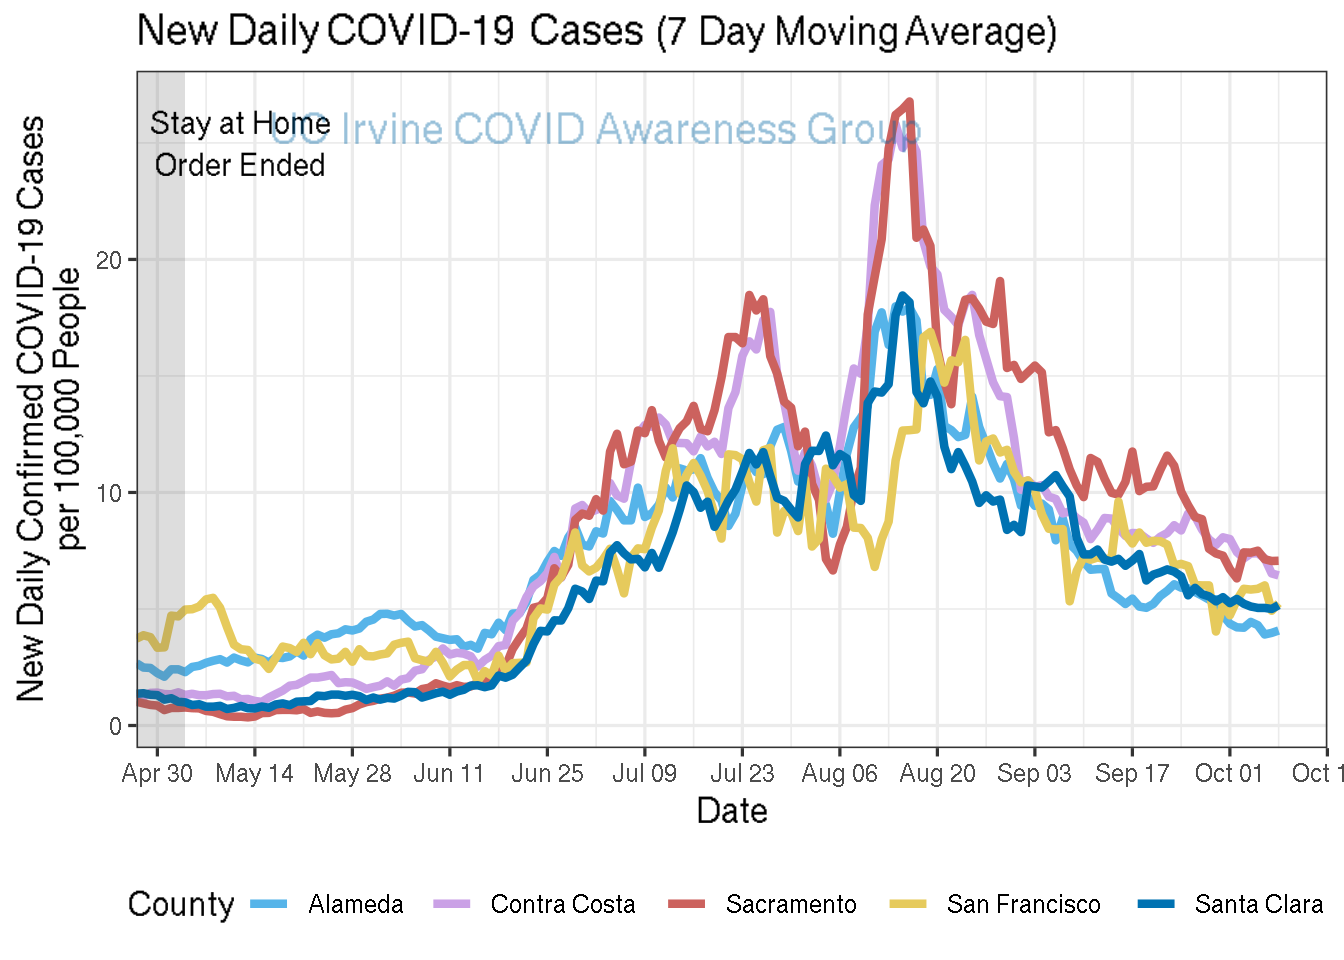 New Daily COVID-19 Cases (7 Day Moving Average)
UC Irvine COVID Awareness Group
Stay at Home
Order Ended
New Daily Confirmed COVID-19 Cases
per 100,000 People
20
10
0
Apr 30 May 14 May 28 Jun 11 Jun 25 Jul 09 Jul 23 Aug 06 Aug 20 Sep 03 Sep 17 Oct 01 Oct 1
Date
County Alameda Contra Costa Sacramento San Francisco Santa Clara